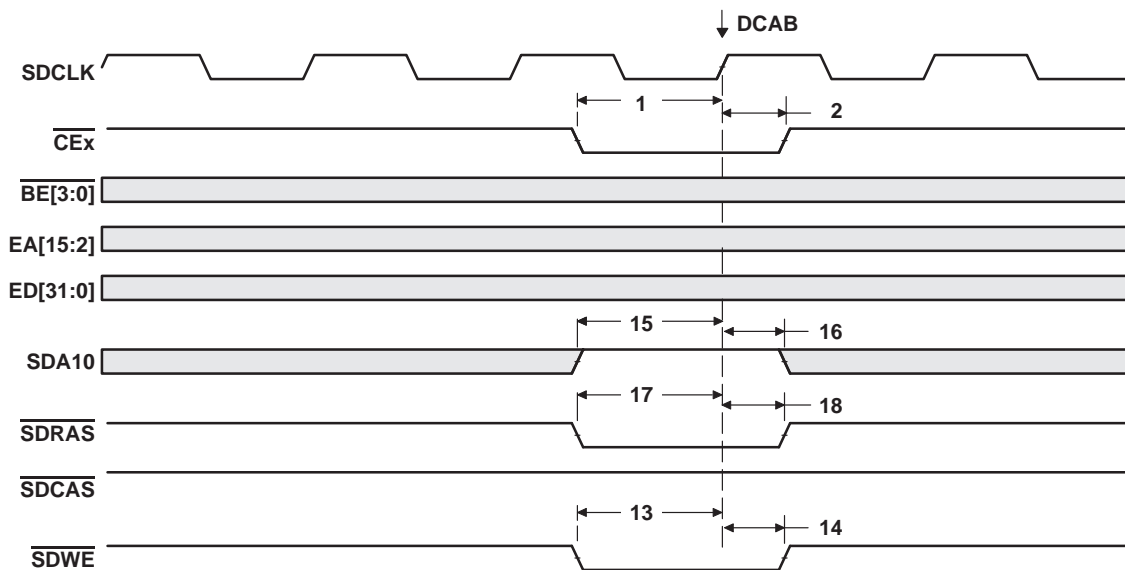 DCAB
SDCLK
1
2
CEx
BE[3:0]
EA[15:2]
ED[31:0]
15
16
SDA10
17
18
SDRAS
SDCAS
13
14
SDWE